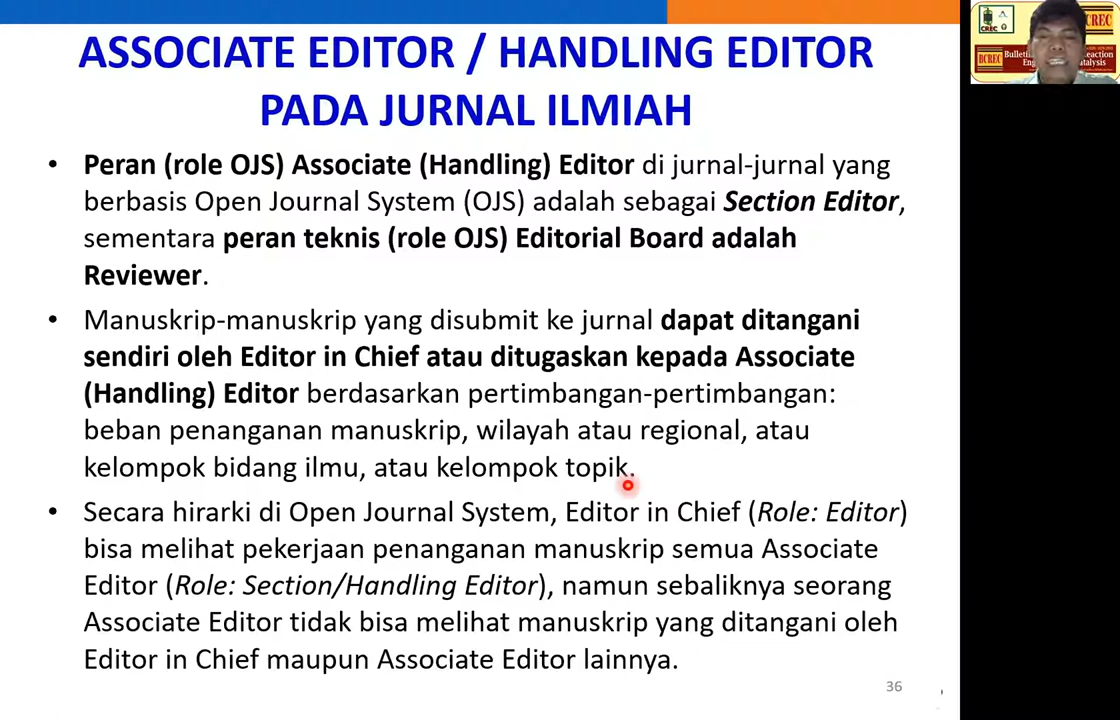 ASSOCIATE EDITOR / HANDLING EDITOR
PADA JURNAL ILMIAH
• Peran (role OJS) Associate (Handling) Editor di jurnal-jurnal yang
berbasis Open Journal System (OJS) adalah sebagai Section Editor,
sementara peran teknis (role OJS) Editorial Board adalah
Reviewer.
• Manuskrip-manuskrip yang disubmit ke jurnal dapat ditangani
sendiri oleh Editor in Chief atau ditugaskan kepada Associate
(Handling) Editor berdasarkan pertimbangan-pertimbangan:
beban penanganan manuskrip, wilayah atau regional, atau
kelompok bidang ilmu, atau kelompok topik.
• Secara hirarki di Open Journal System, Editor in Chief (Role: Editor)
bisa melihat pekerjaan penanganan manuskrip semua Associate
Editor (Role: Section/Handling Editor), namun sebaliknya seorang
Associate Editor tidak bisa melihat manuskrip yang ditangani oleh
Editor in Chief maupun Associate Editor lainnya.
36
CREC
CREC
BCREC